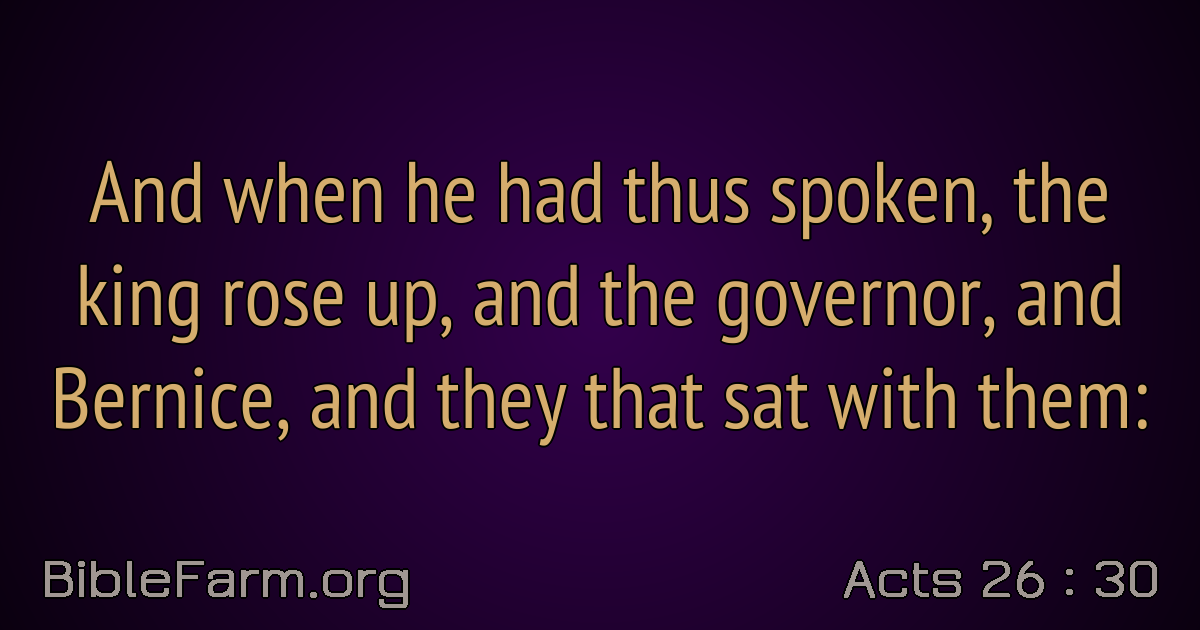 And when he had thus spoken, the
king rose up, and the governor, and
Bernice, and they that sat with them:
BibleFarm.org
Acts 26 : 30